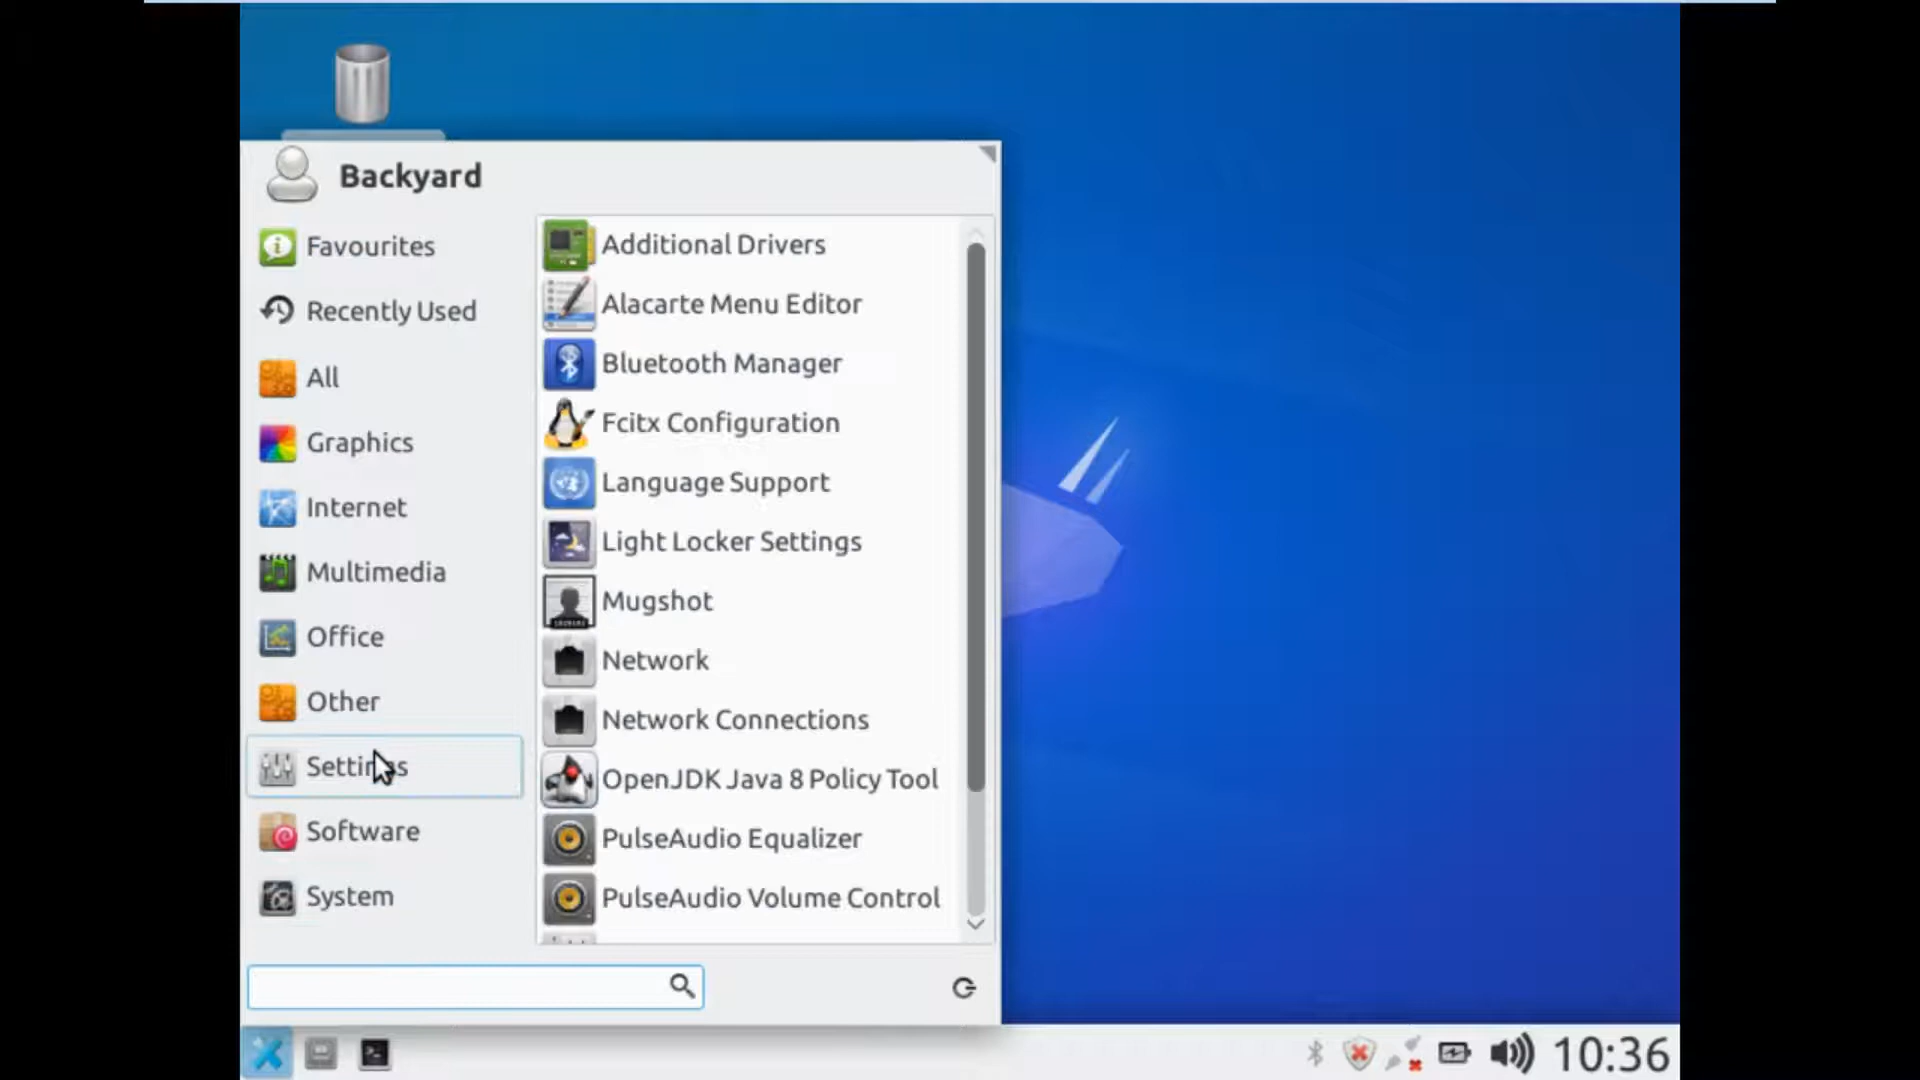 Backyard
Favourites
Recently Used
All
Graphics
Internet
Multimedia
Office
Other
Settings
Software
System
Additional Drivers
Alacarte Menu Editor
Bluetooth Manager
Fcitx Configuration
Language Support
Light Locker Settings
Mugshot
Network
Network Connections
OpenJDK Java 8 Policy Tool
PulseAudio Equalizer
PulseAudio Volume Control
10:36